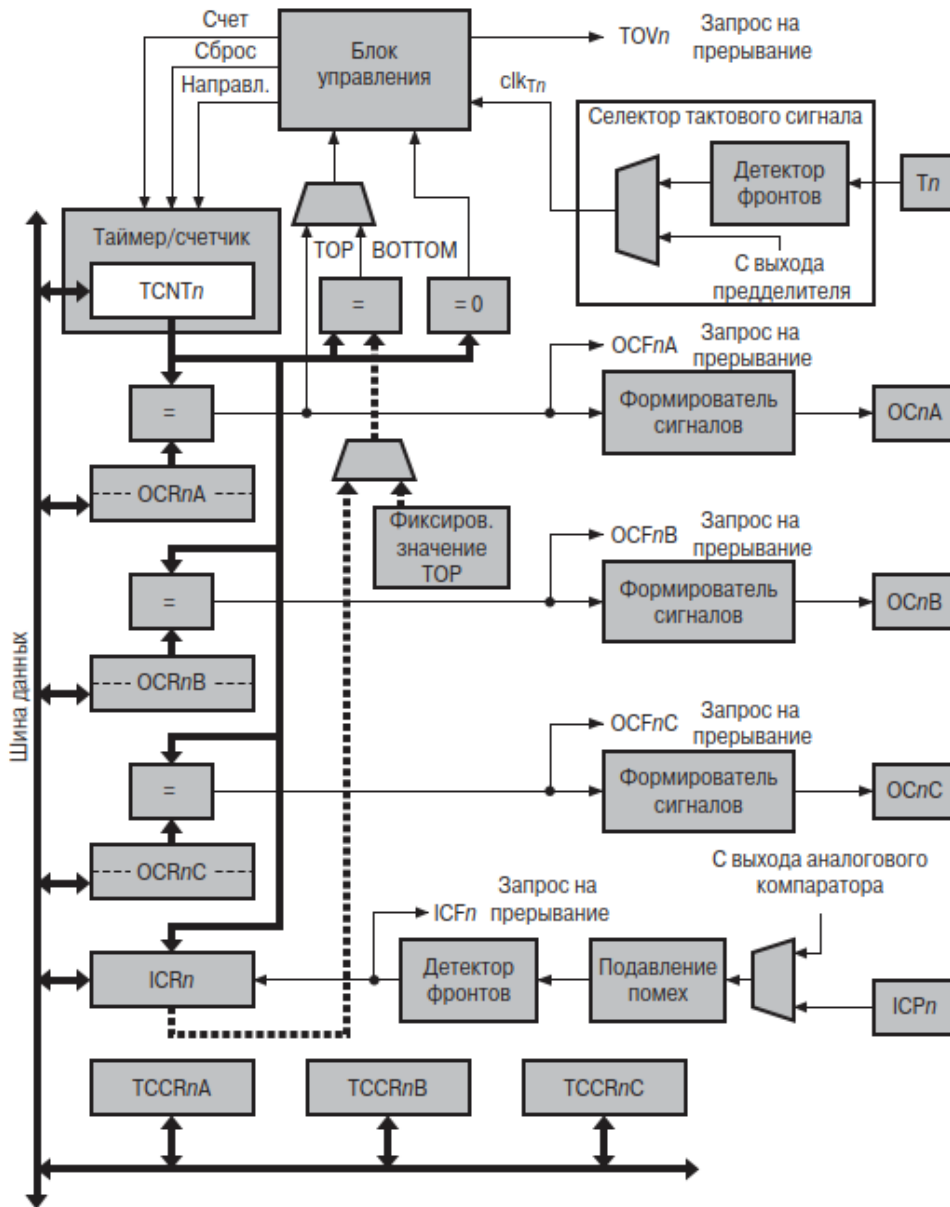 Счет
Сброс
Направл.
Блок
управления
TOVn
Запрос на
прерывание
clkTn
Селектор тактового сигнала
Детектор
фронтов
Tn
С выхода
предделителя
Таймер/счетчик
TCNTn
TOP
BOTTOM
=
= 0
OCFnA
Запрос на
прерывание
=
Формирователь
сигналов
OCnA
OCRnA
Фиксиров.
значение
TOP
OCFnB
Запрос на
прерывание
=
Формирователь
сигналов
OCnB
OCRnB
Шина данных
OCFnC
Запрос на
прерывание
=
Формирователь
сигналов
OCnC
OCRnC
С выхода аналогового
компаратора
ICFn
Запрос на
прерывание
ICRn
Детектор
фронтов
Подавление
помех
ICPn
TCCRnA
TCCRnB
TCCRnC